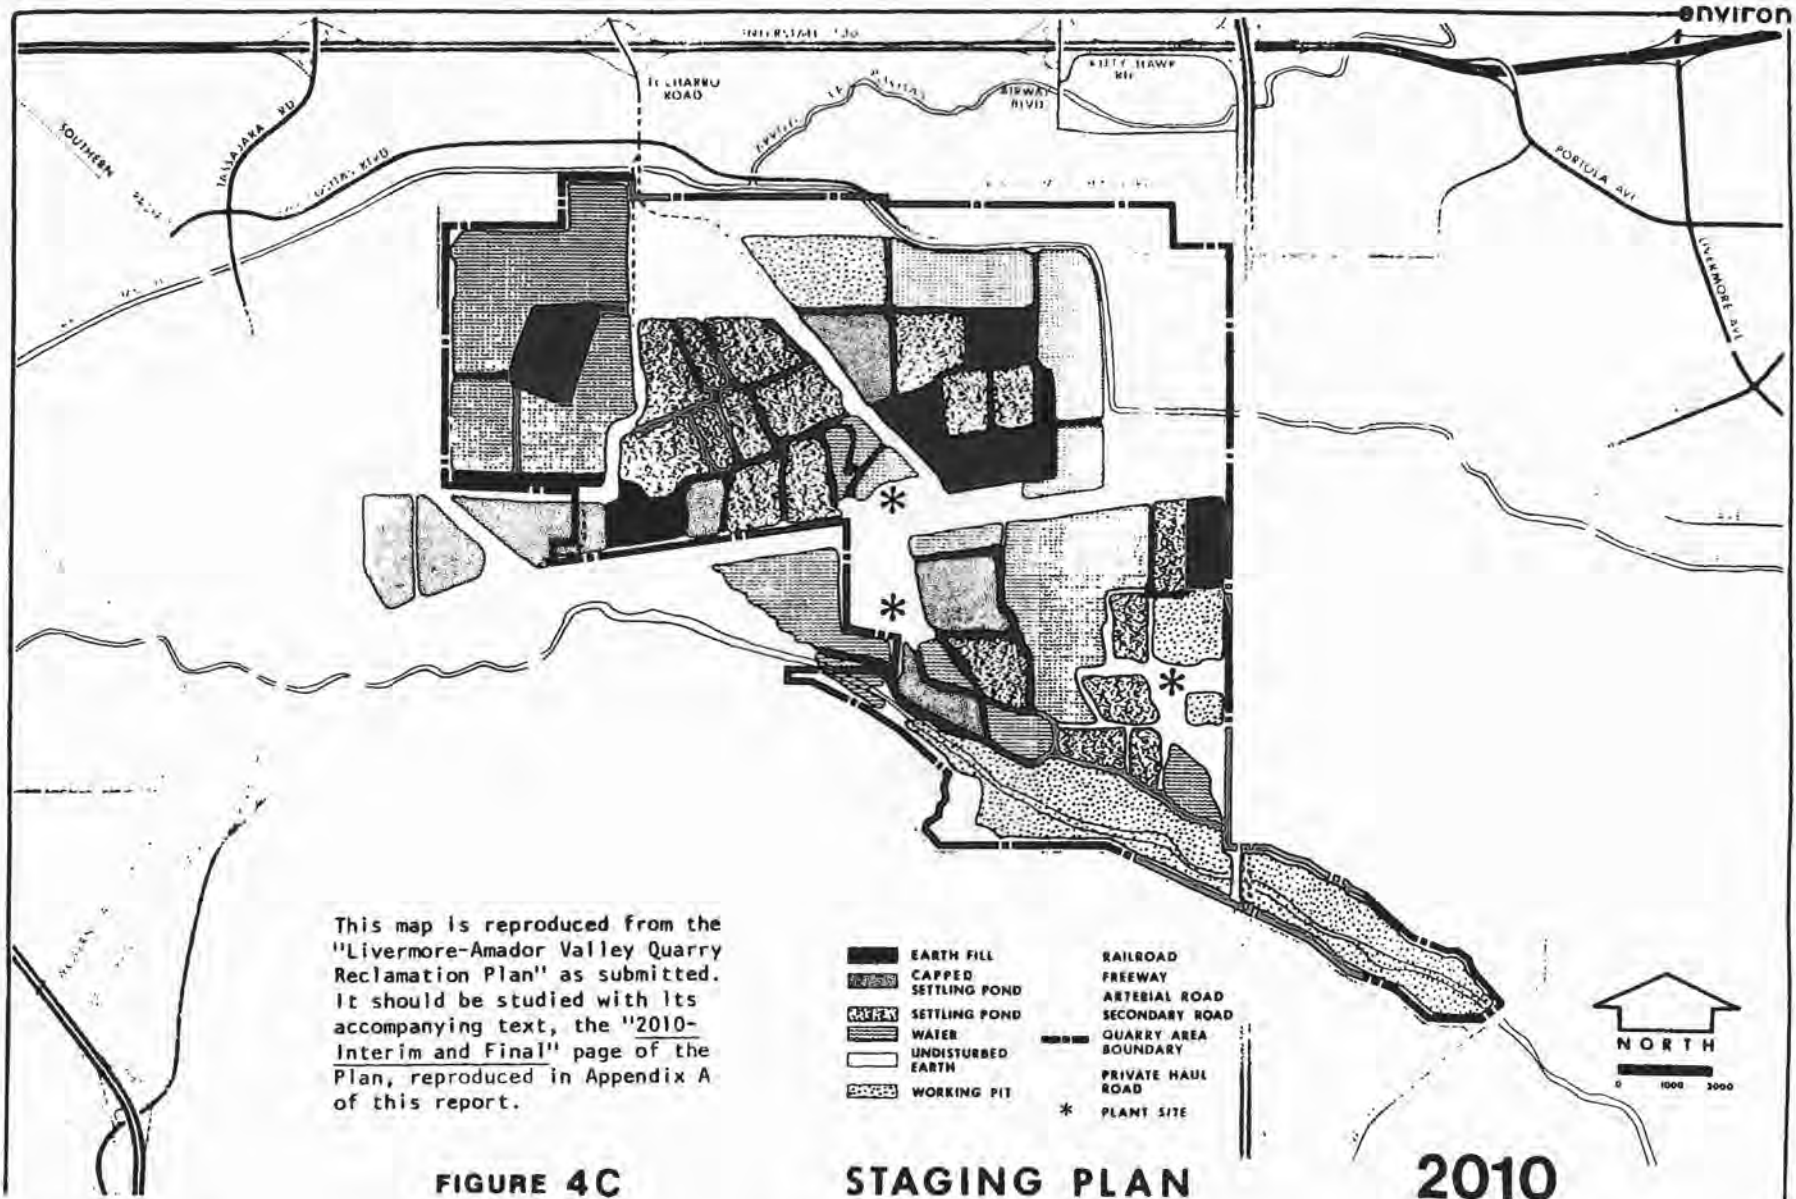 environ
INTERSTATE
EL CHARRO
ROAD
KITTY HAWK
AIRWAY
BLVD
SOUTHERN
TASSAJARA RD
BLVD
PORTOLA AVE
LIVERMORE AVE
AVE
This map is reproduced from the
"Livermore-Amador Valley Quarry
Reclamation Plan" as submitted.
It should be studied with its
accompanying text, the "2010-
Interim and Final" page of the
Plan, reproduced in Appendix A
of this report.
EARTH FILL
CAPPED
SETTLING POND
SETTLING POND
WATER
UNDISTURBED
EARTH
WORKING PIT
RAILROAD
FREEWAY
ARTERIAL ROAD
SECONDARY ROAD
QUARRY AREA
BOUNDARY
PRIVATE HAUL
ROAD
* PLANT SITE
NORTH
0 1000 3000
FIGURE 4C
STAGING PLAN
2010